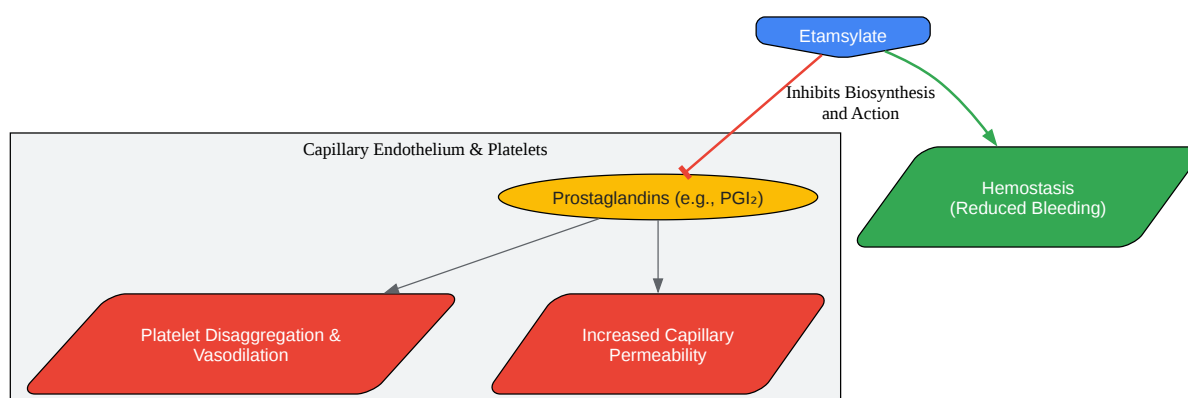 Etamsylate
Inhibits Biosynthesis
and Action
Capillary Endothelium & Platelets
Prostaglandins (e.g., PGI₂)
Hemostasis
(Reduced Bleeding)
Platelet Disaggregation &
Vasodilation
Increased Capillary
Permeability